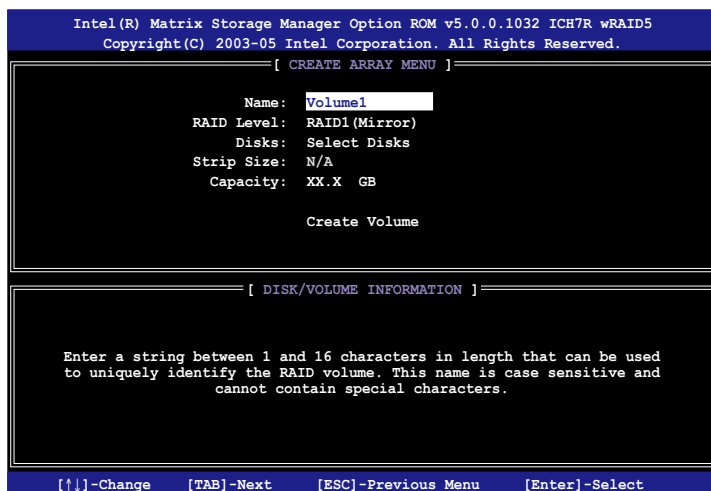 Intel(R) Matrix Storage Manager Option ROM v5.0.0.1032 ICH7R wRAID5
Copyright(C) 2003-05 Intel Corporation. All Rights Reserved.
[ CREATE ARRAY MENU ]
Name: Volume1
RAID Level: RAID1(Mirror)
Disks: Select Disks
Strip Size: N/A
Capacity: XX.X GB
Create Volume
[ DISK/VOLUME INFORMATION ]
Enter a string between 1 and 16 characters in length that can be used
to uniquely identify the RAID volume. This name is case sensitive and
cannot contain special characters.
[↑↓]-Change [TAB]-Next [ESC]-Previous Menu [Enter]-Select